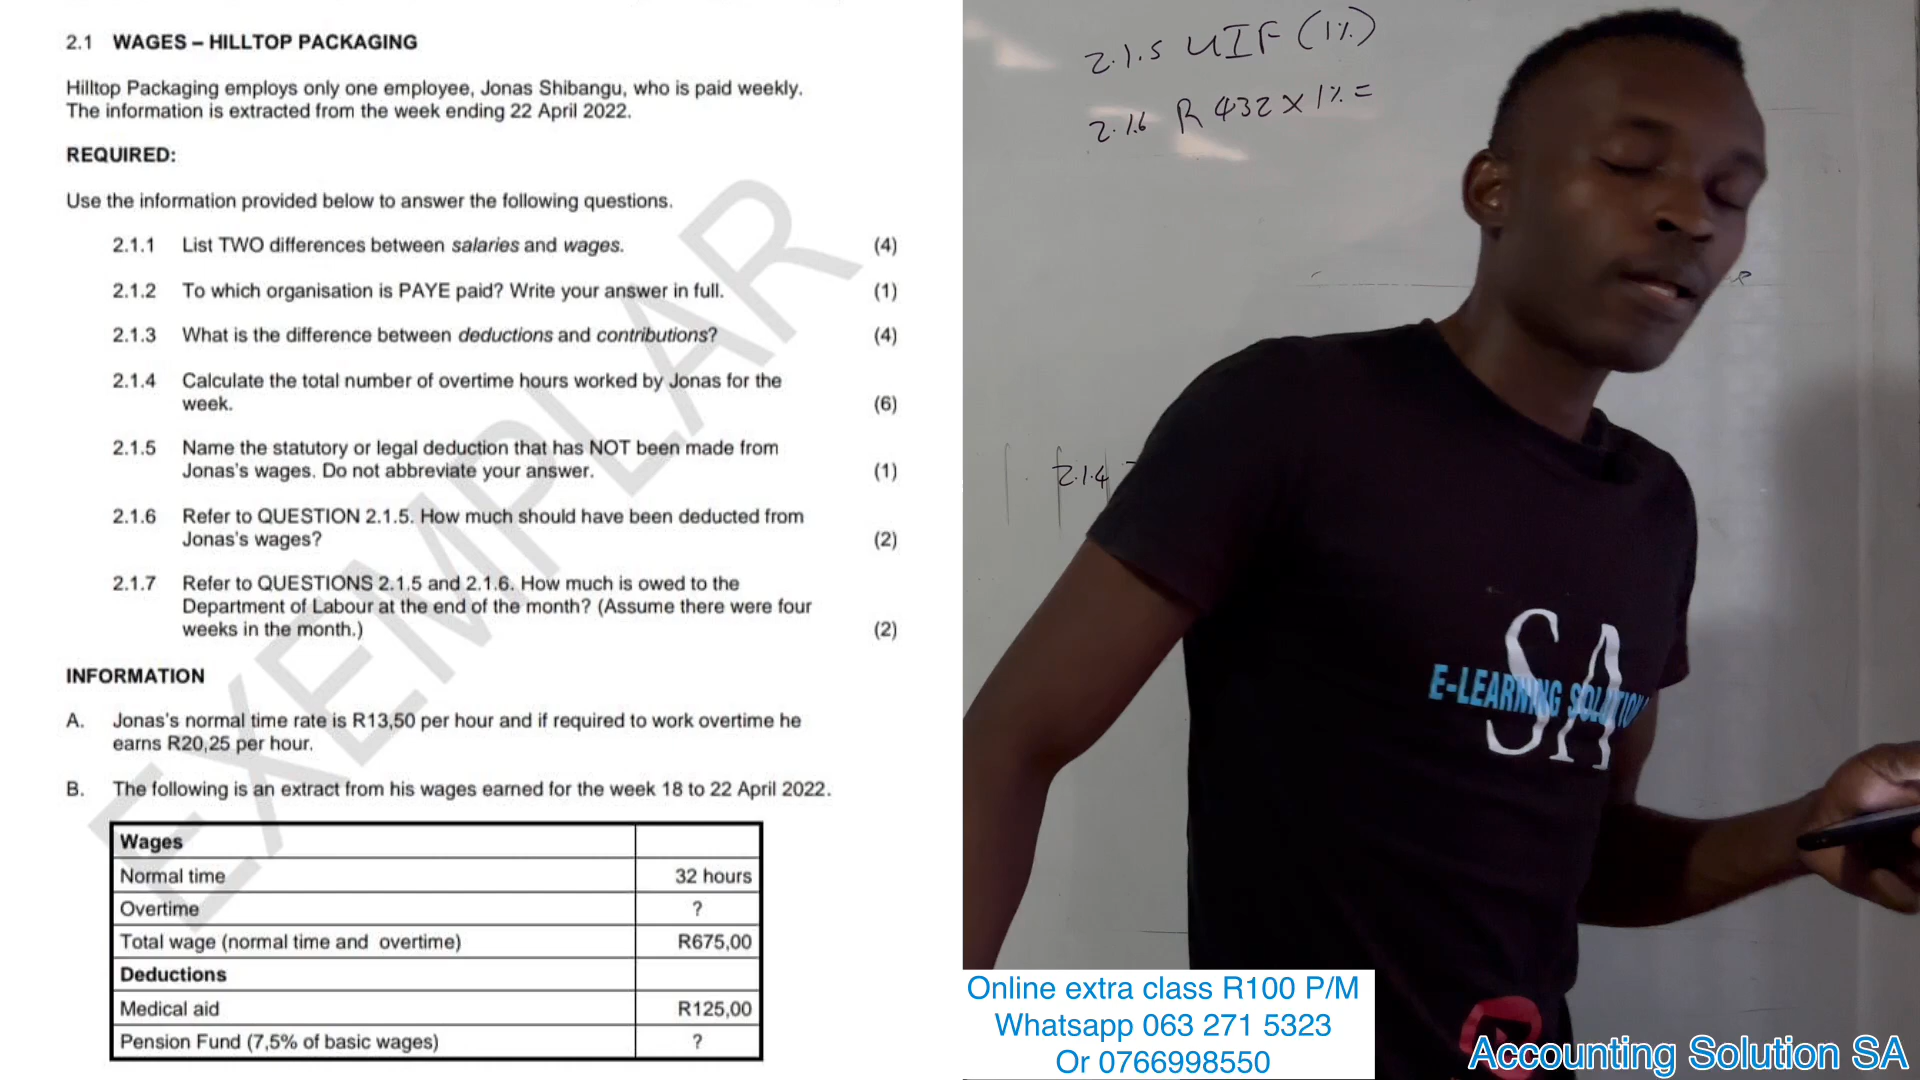 2.1 WAGES – HILLTOP PACKAGING
Hilltop Packaging employs only one employee, Jonas Shibangu, who is paid weekly.
The information is extracted from the week ending 22 April 2022.
REQUIRED:
Use the information provided below to answer the following questions.
2.1.1 List TWO differences between salaries and wages. (4)
2.1.2 To which organisation is PAYE paid? Write your answer in full. (1)
2.1.3 What is the difference between deductions and contributions? (4)
2.1.4 Calculate the total number of overtime hours worked by Jonas for the
week. (6)
2.1.5 Name the statutory or legal deduction that has NOT been made from
Jonas's wages. Do not abbreviate your answer. (1)
2.1.6 Refer to QUESTION 2.1.5. How much should have been deducted from
Jonas's wages? (2)
2.1.7 Refer to QUESTIONS 2.1.5 and 2.1.6. How much is owed to the
Department of Labour at the end of the month? (Assume there were four
weeks in the month.) (2)
INFORMATION
A. Jonas's normal time rate is R13,50 per hour and if required to work overtime he
earns R20,25 per hour.
B. The following is an extract from his wages earned for the week 18 to 22 April 2022.
Wages
Normal time 32 hours
Overtime ?
Total wage (normal time and overtime) R675,00
Deductions
Medical aid R125,00
Pension Fund (7,5% of basic wages) ?
EXEMPLAR
2.1.5 UIF (1%)
2.1.6 R 432 x 1% =
2.1.4
SA
E-LEARNING SOLUTION
Online extra class R100 P/M
Whatsapp 063 271 5323
Or 0766998550
Accounting Solution SA